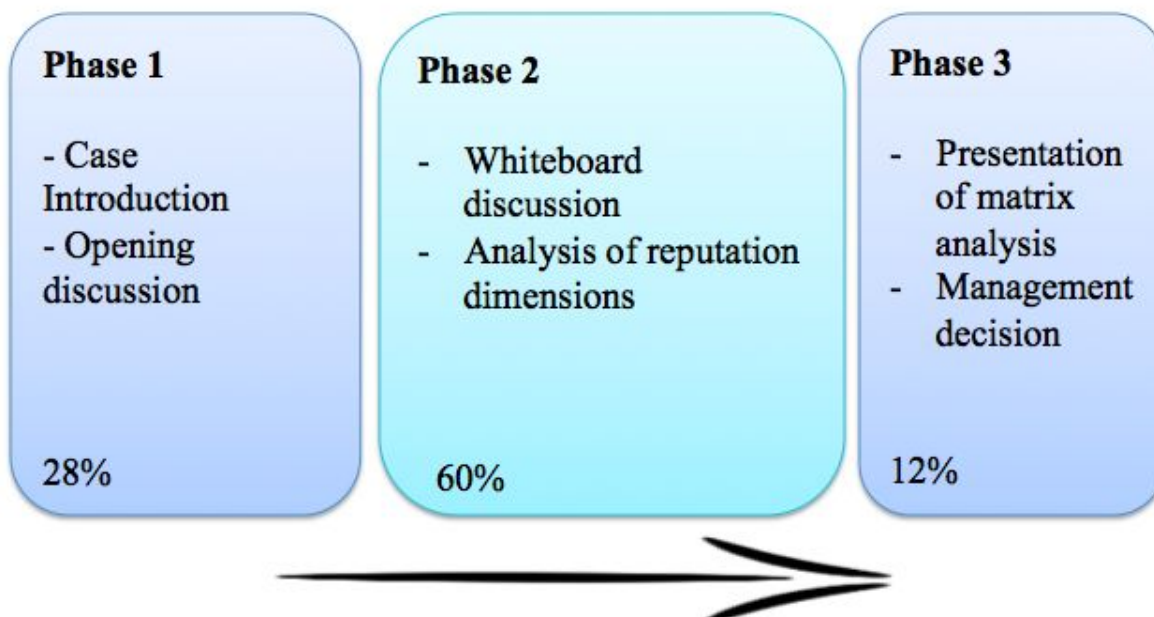 Phase 1
- Case
Introduction
- Opening
discussion
28%
Phase 2
- Whiteboard
discussion
- Analysis of reputation
dimensions
60%
Phase 3
- Presentation
of matrix
analysis
- Management
decision
12%